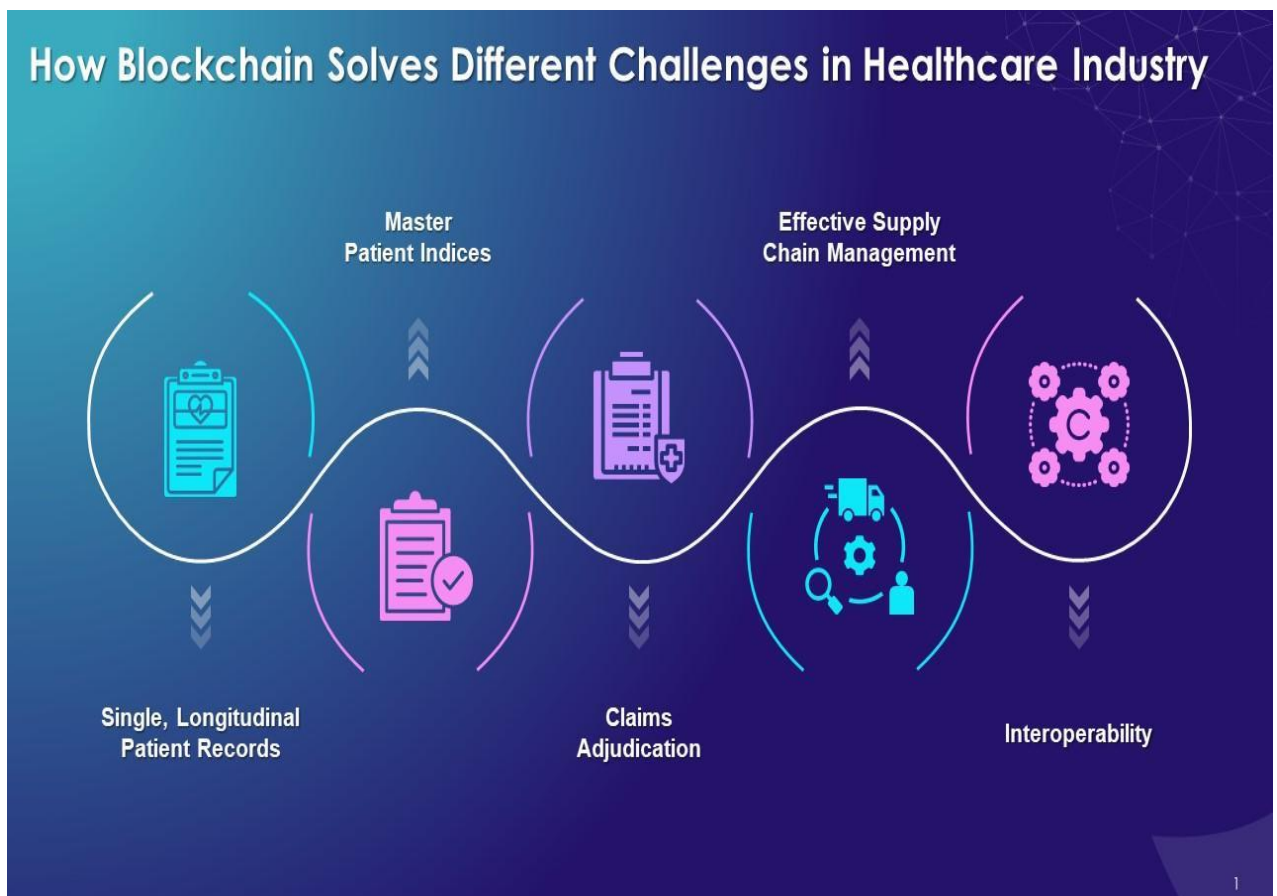 How Blockchain Solves Different Challenges in Healthcare Industry
Master
Patient Indices
Effective Supply
Chain Management
C
Single, Longitudinal
Patient Records
Claims
Adjudication
Interoperability
1